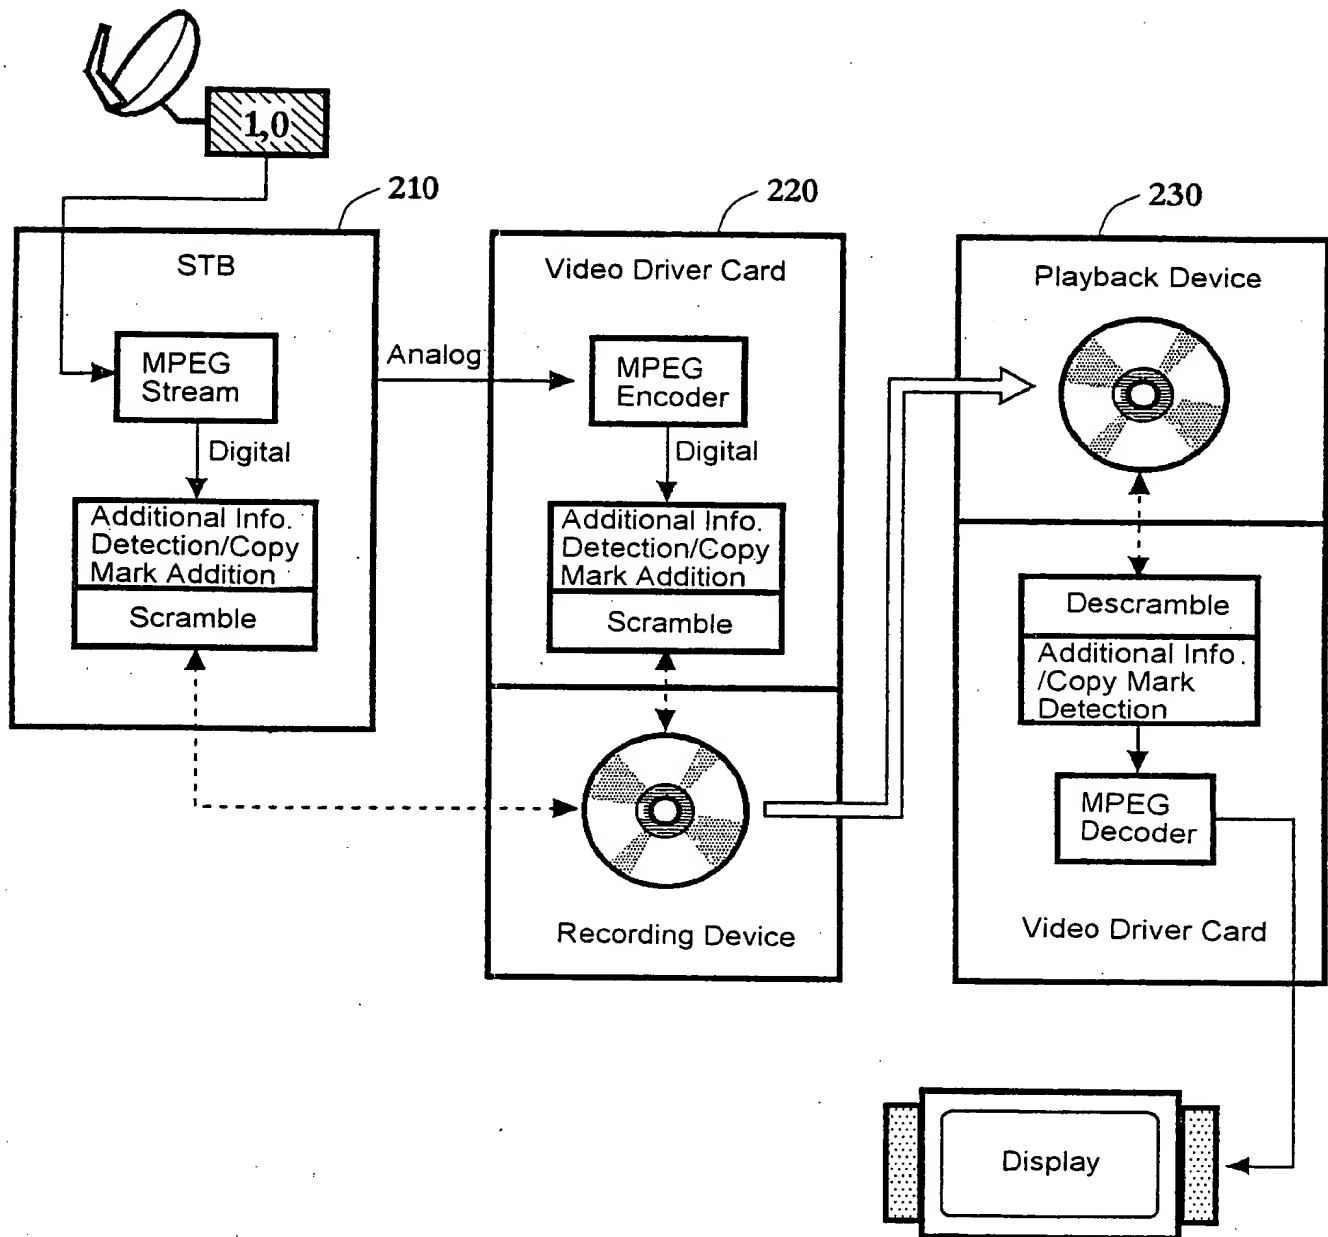 1,0
210
220
230
STB
MPEG
Stream
Digital
Additional Info.
Detection/Copy
Mark Addition
Scramble
Analog
Video Driver Card
MPEG
Encoder
Digital
Additional Info.
Detection/Copy
Mark Addition
Scramble
Recording Device
Playback Device
Descramble
Additional Info.
/Copy Mark
Detection
MPEG
Decoder
Video Driver Card
Display